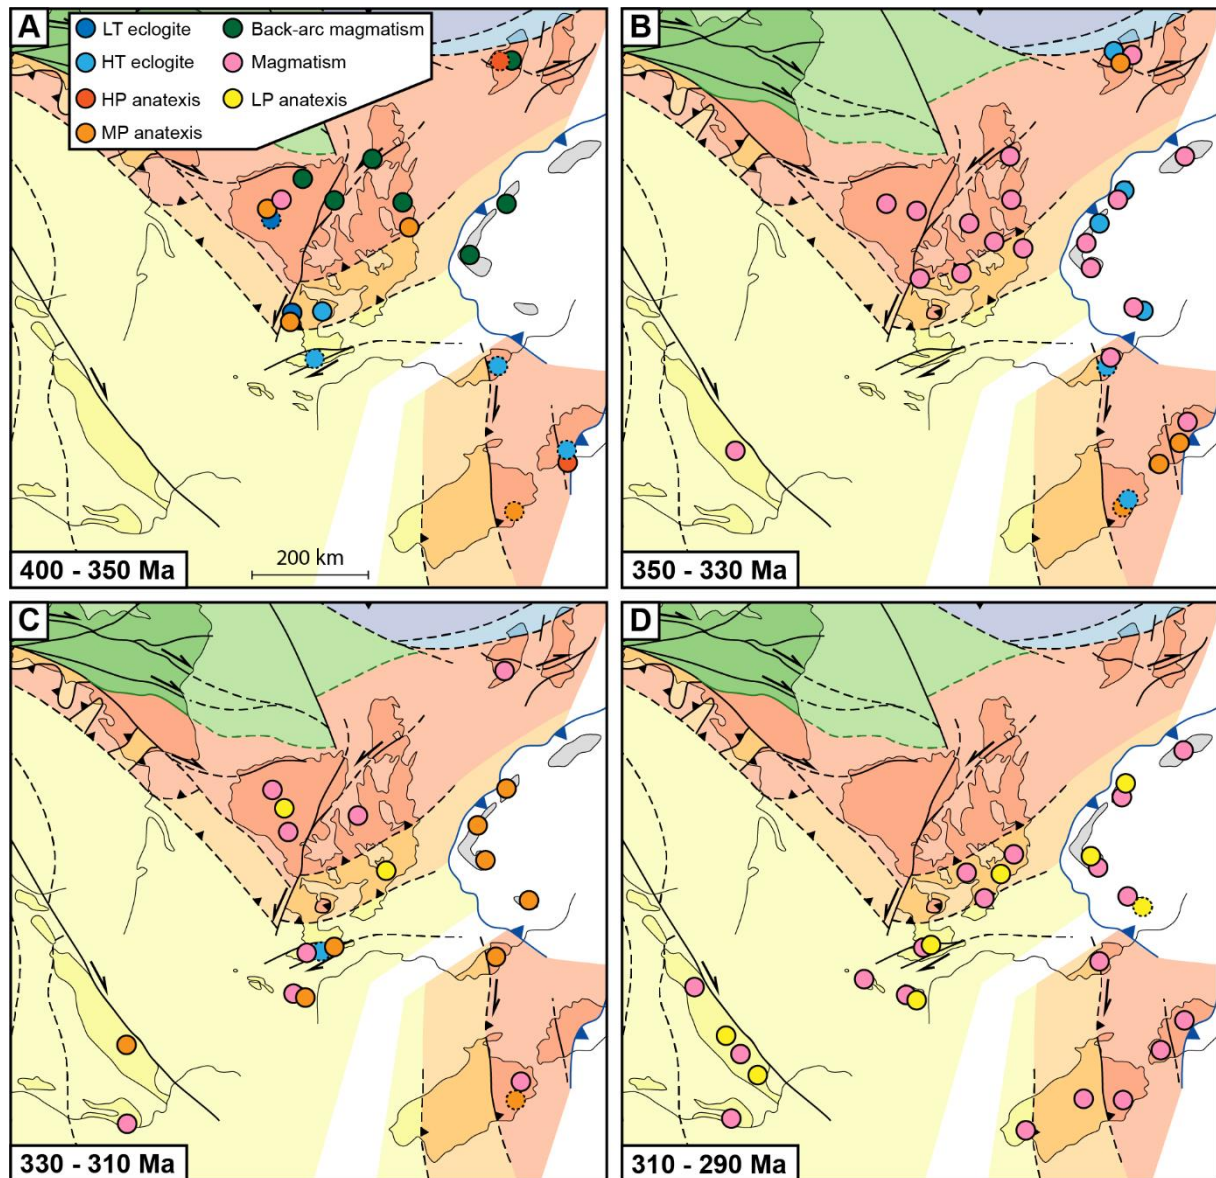 A
LT eclogite
Back-arc magmatism
HT eclogite
Magmatism
HP anatexis
LP anatexis
MP anatexis
400 - 350 Ma
200 km
B
350 - 330 Ma
C
330 - 310 Ma
D
310 - 290 Ma